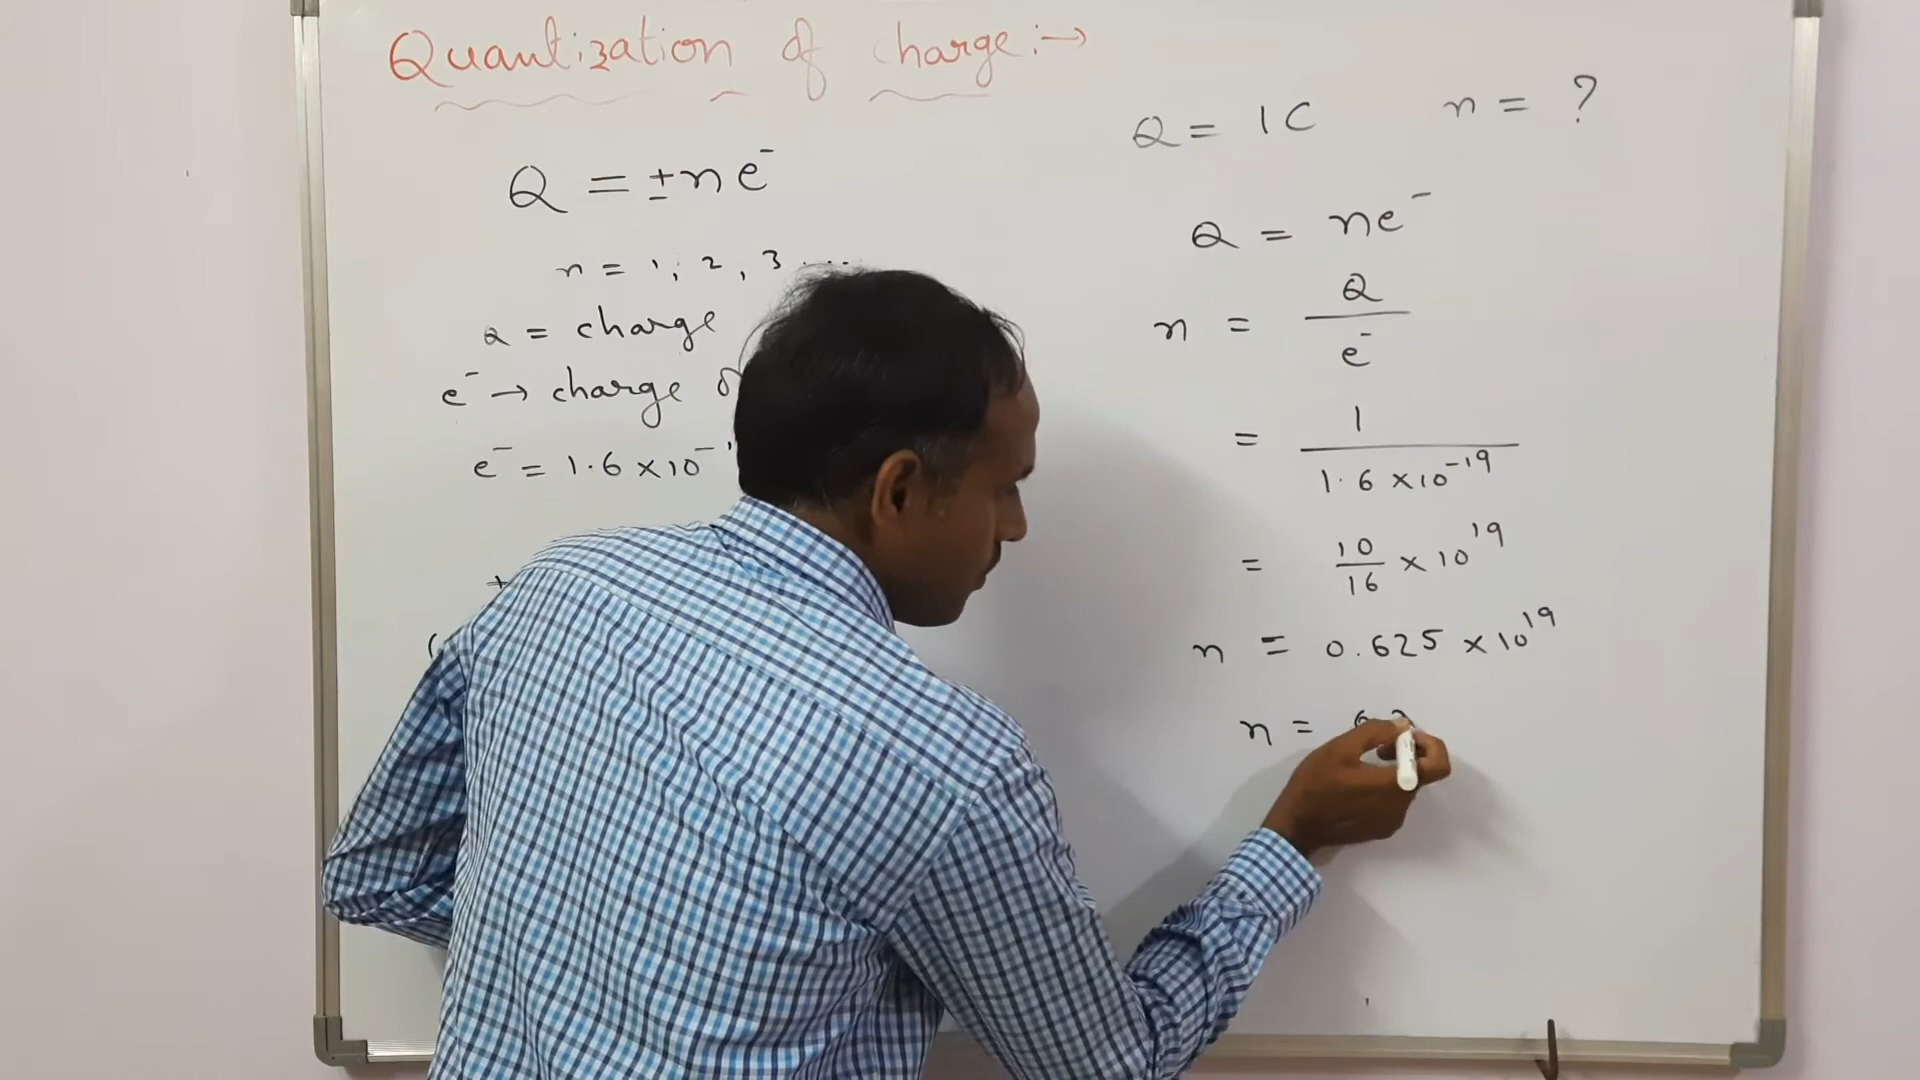 Quantization of charge:→
Q = ±ne⁻
n = 1, 2, 3 ...
Q = charge
e⁻ → charge
e⁻ = 1.6 ×10⁻
Q = 1C n = ?
Q = ne⁻
n = Q/e⁻
= 1/1.6 ×10⁻¹⁹
= 10/16 ×10¹⁹
n = 0.625 ×10¹⁹
n =